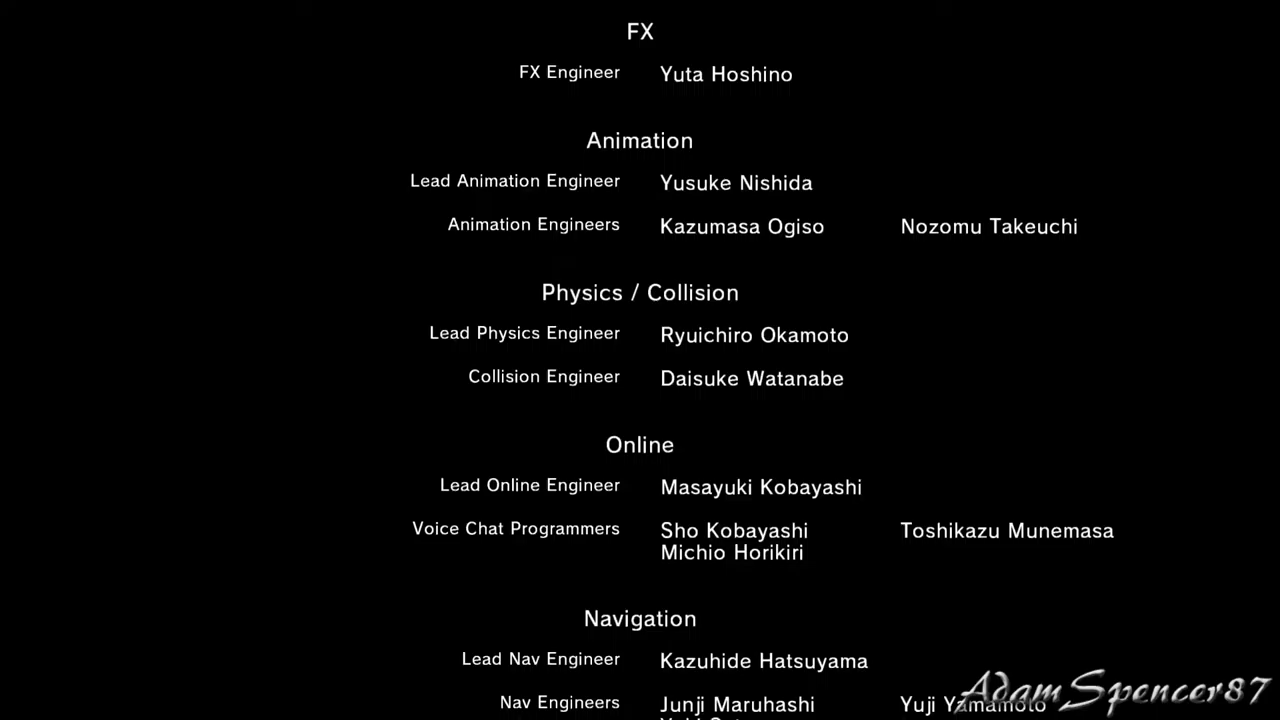 FX
FX Engineer Yuta Hoshino
Animation
Lead Animation Engineer Yusuke Nishida
Animation Engineers Kazumasa Ogiso Nozomu Takeuchi
Physics / Collision
Lead Physics Engineer Ryuichiro Okamoto
Collision Engineer Daisuke Watanabe
Online
Lead Online Engineer Masayuki Kobayashi
Voice Chat Programmers Sho Kobayashi Toshikazu Munemasa
Michio Horikiri
Navigation
Lead Nav Engineer Kazuhide Hatsuyama
Nav Engineers Junji Maruhashi Yuji Yamamoto
AdamSpencer87